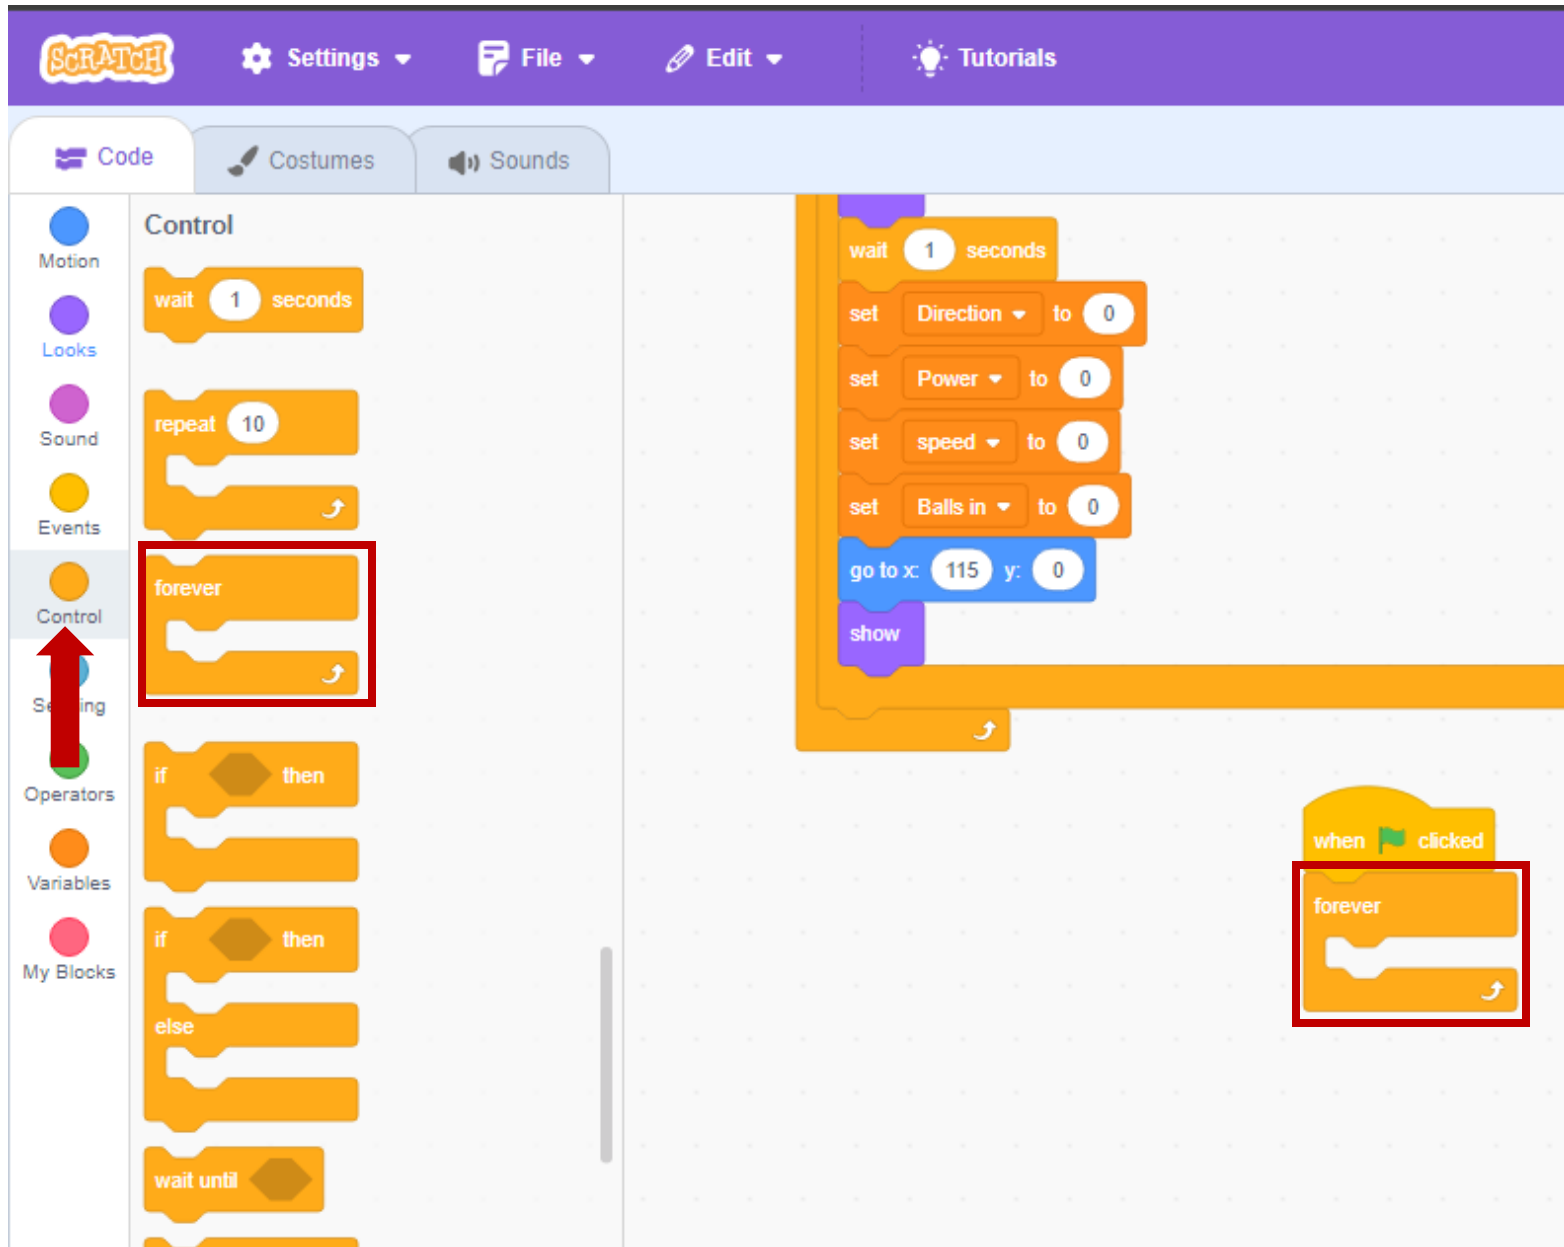 SCRATCH Settings File Edit Tutorials
Code Costumes Sounds
Motion
Looks
Sound
Events
Control
Operators
Variables
My Blocks
Control
wait 1 seconds
repeat 10
forever
if then
if then
else
wait until
wait 1 seconds
set Direction to 0
set Power to 0
set speed to 0
set Balls in to 0
go to x: 115 y: 0
show
when clicked
forever